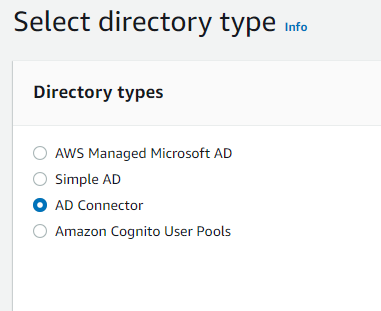 Select directory type Info
Directory types
AWS Managed Microsoft AD
Simple AD
AD Connector
Amazon Cognito User Pools